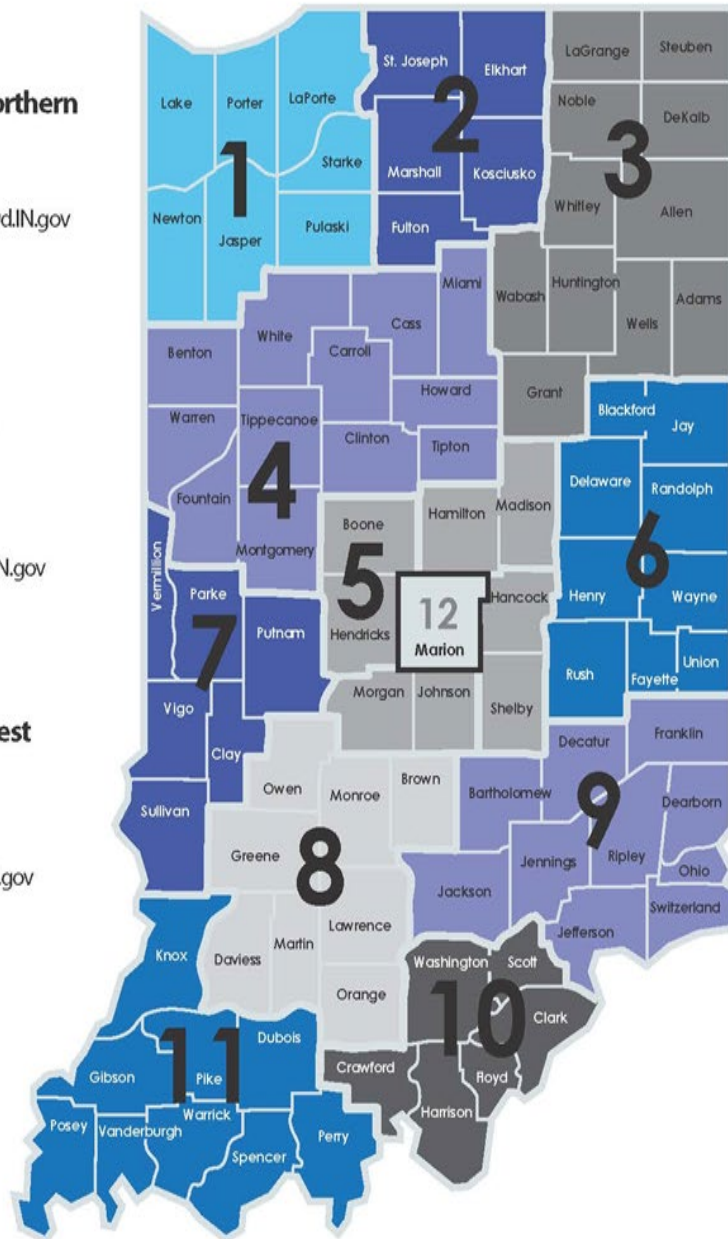 orthern
d.IN.gov
N.gov
est
.gov
LaGrange
Steuben
St. Joseph
Elkhart
Lake
Porter
LaPorte
Noble
DeKalb
2
1
Starke
Marshall
Kosciusko
3
Whitley
Allen
Newton
Jasper
Pulaski
Fulton
Miami
Wabash
Huntington
Wells
Adams
White
Cass
Carroll
Benton
Howard
Grant
Blackford
Jay
Warren
Tippecanoe
Clinton
Tipton
4
Delaware
Randolph
Fountain
Montgomery
Boone
Hamilton
Madison
5
6
Vermillion
Parke
Putnam
7
Hendricks
12
Marion
Hancock
Henry
Wayne
Rush
Fayette
Union
Morgan
Johnson
Shelby
Vigo
Clay
Owen
Monroe
Brown
Decatur
Franklin
Sullivan
Bartholomew
9
Dearborn
Greene
8
Jennings
Ripley
Ohio
Jackson
Switzerland
Lawrence
Jefferson
Knox
Daviess
Martin
Washington
Scott
Orange
10
Clark
Dubois
11
Gibson
Pike
Crawford
Floyd
Harrison
Posey
Vanderburgh
Warrick
Spencer
Perry